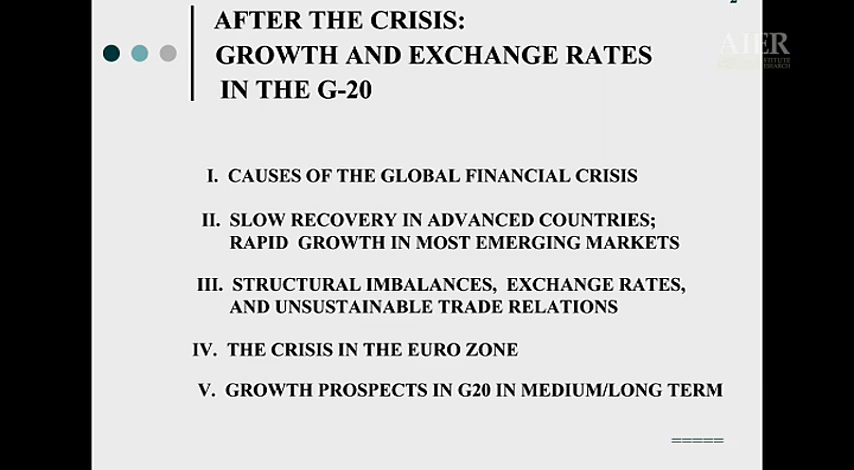 2
AFTER THE CRISIS:
GROWTH AND EXCHANGE RATES
IN THE G-20
AIER
I. CAUSES OF THE GLOBAL FINANCIAL CRISIS
II. SLOW RECOVERY IN ADVANCED COUNTRIES;
RAPID GROWTH IN MOST EMERGING MARKETS
III. STRUCTURAL IMBALANCES, EXCHANGE RATES,
AND UNSUSTAINABLE TRADE RELATIONS
IV. THE CRISIS IN THE EURO ZONE
V. GROWTH PROSPECTS IN G20 IN MEDIUM/LONG TERM
=====